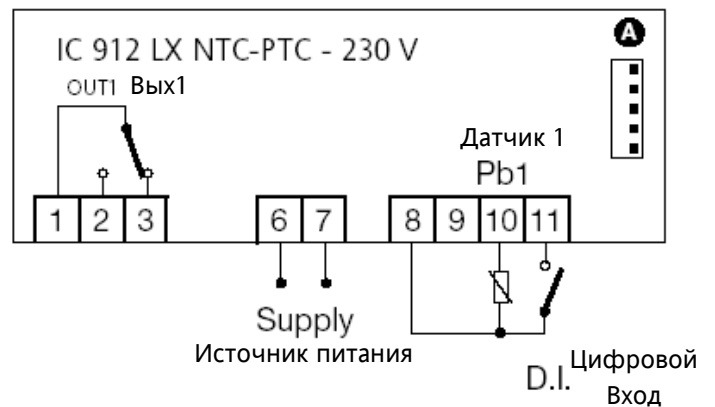 IC 912 LX NTC-PTC - 230 V
A
OUT1 Вых1
Датчик 1
Pb1
1 2 3 6 7 8 9 10 11
Supply
Источник питания
D.I. Цифровой
Вход